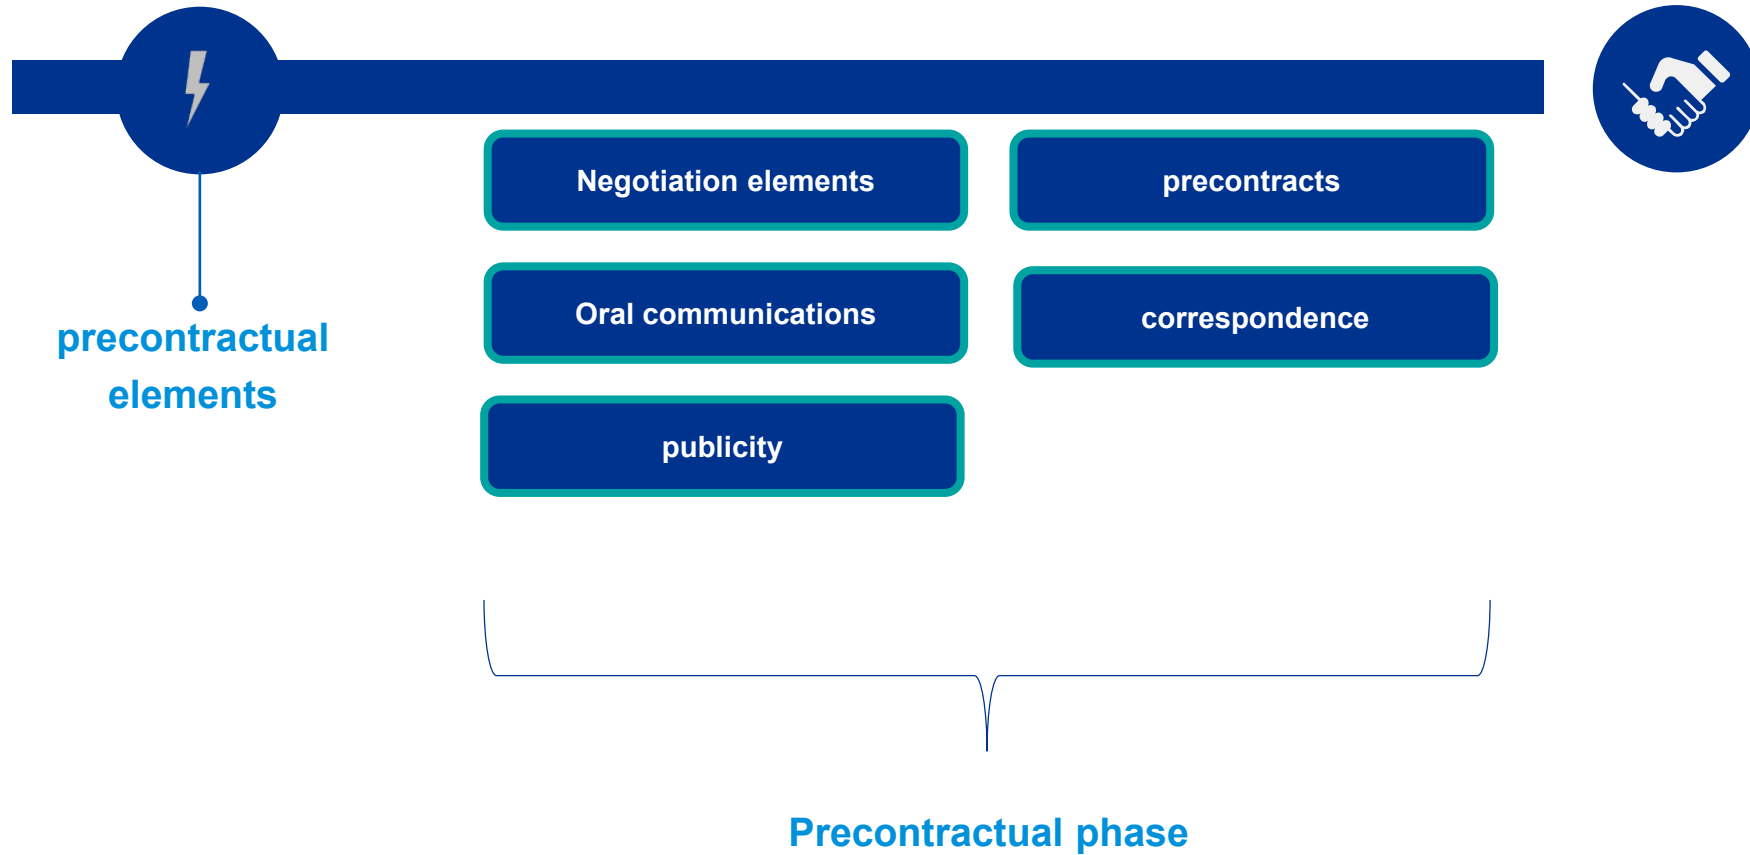 Negotiation elements
precontracts
Oral communications
correspondence
publicity
precontractual
elements
Precontractual phase